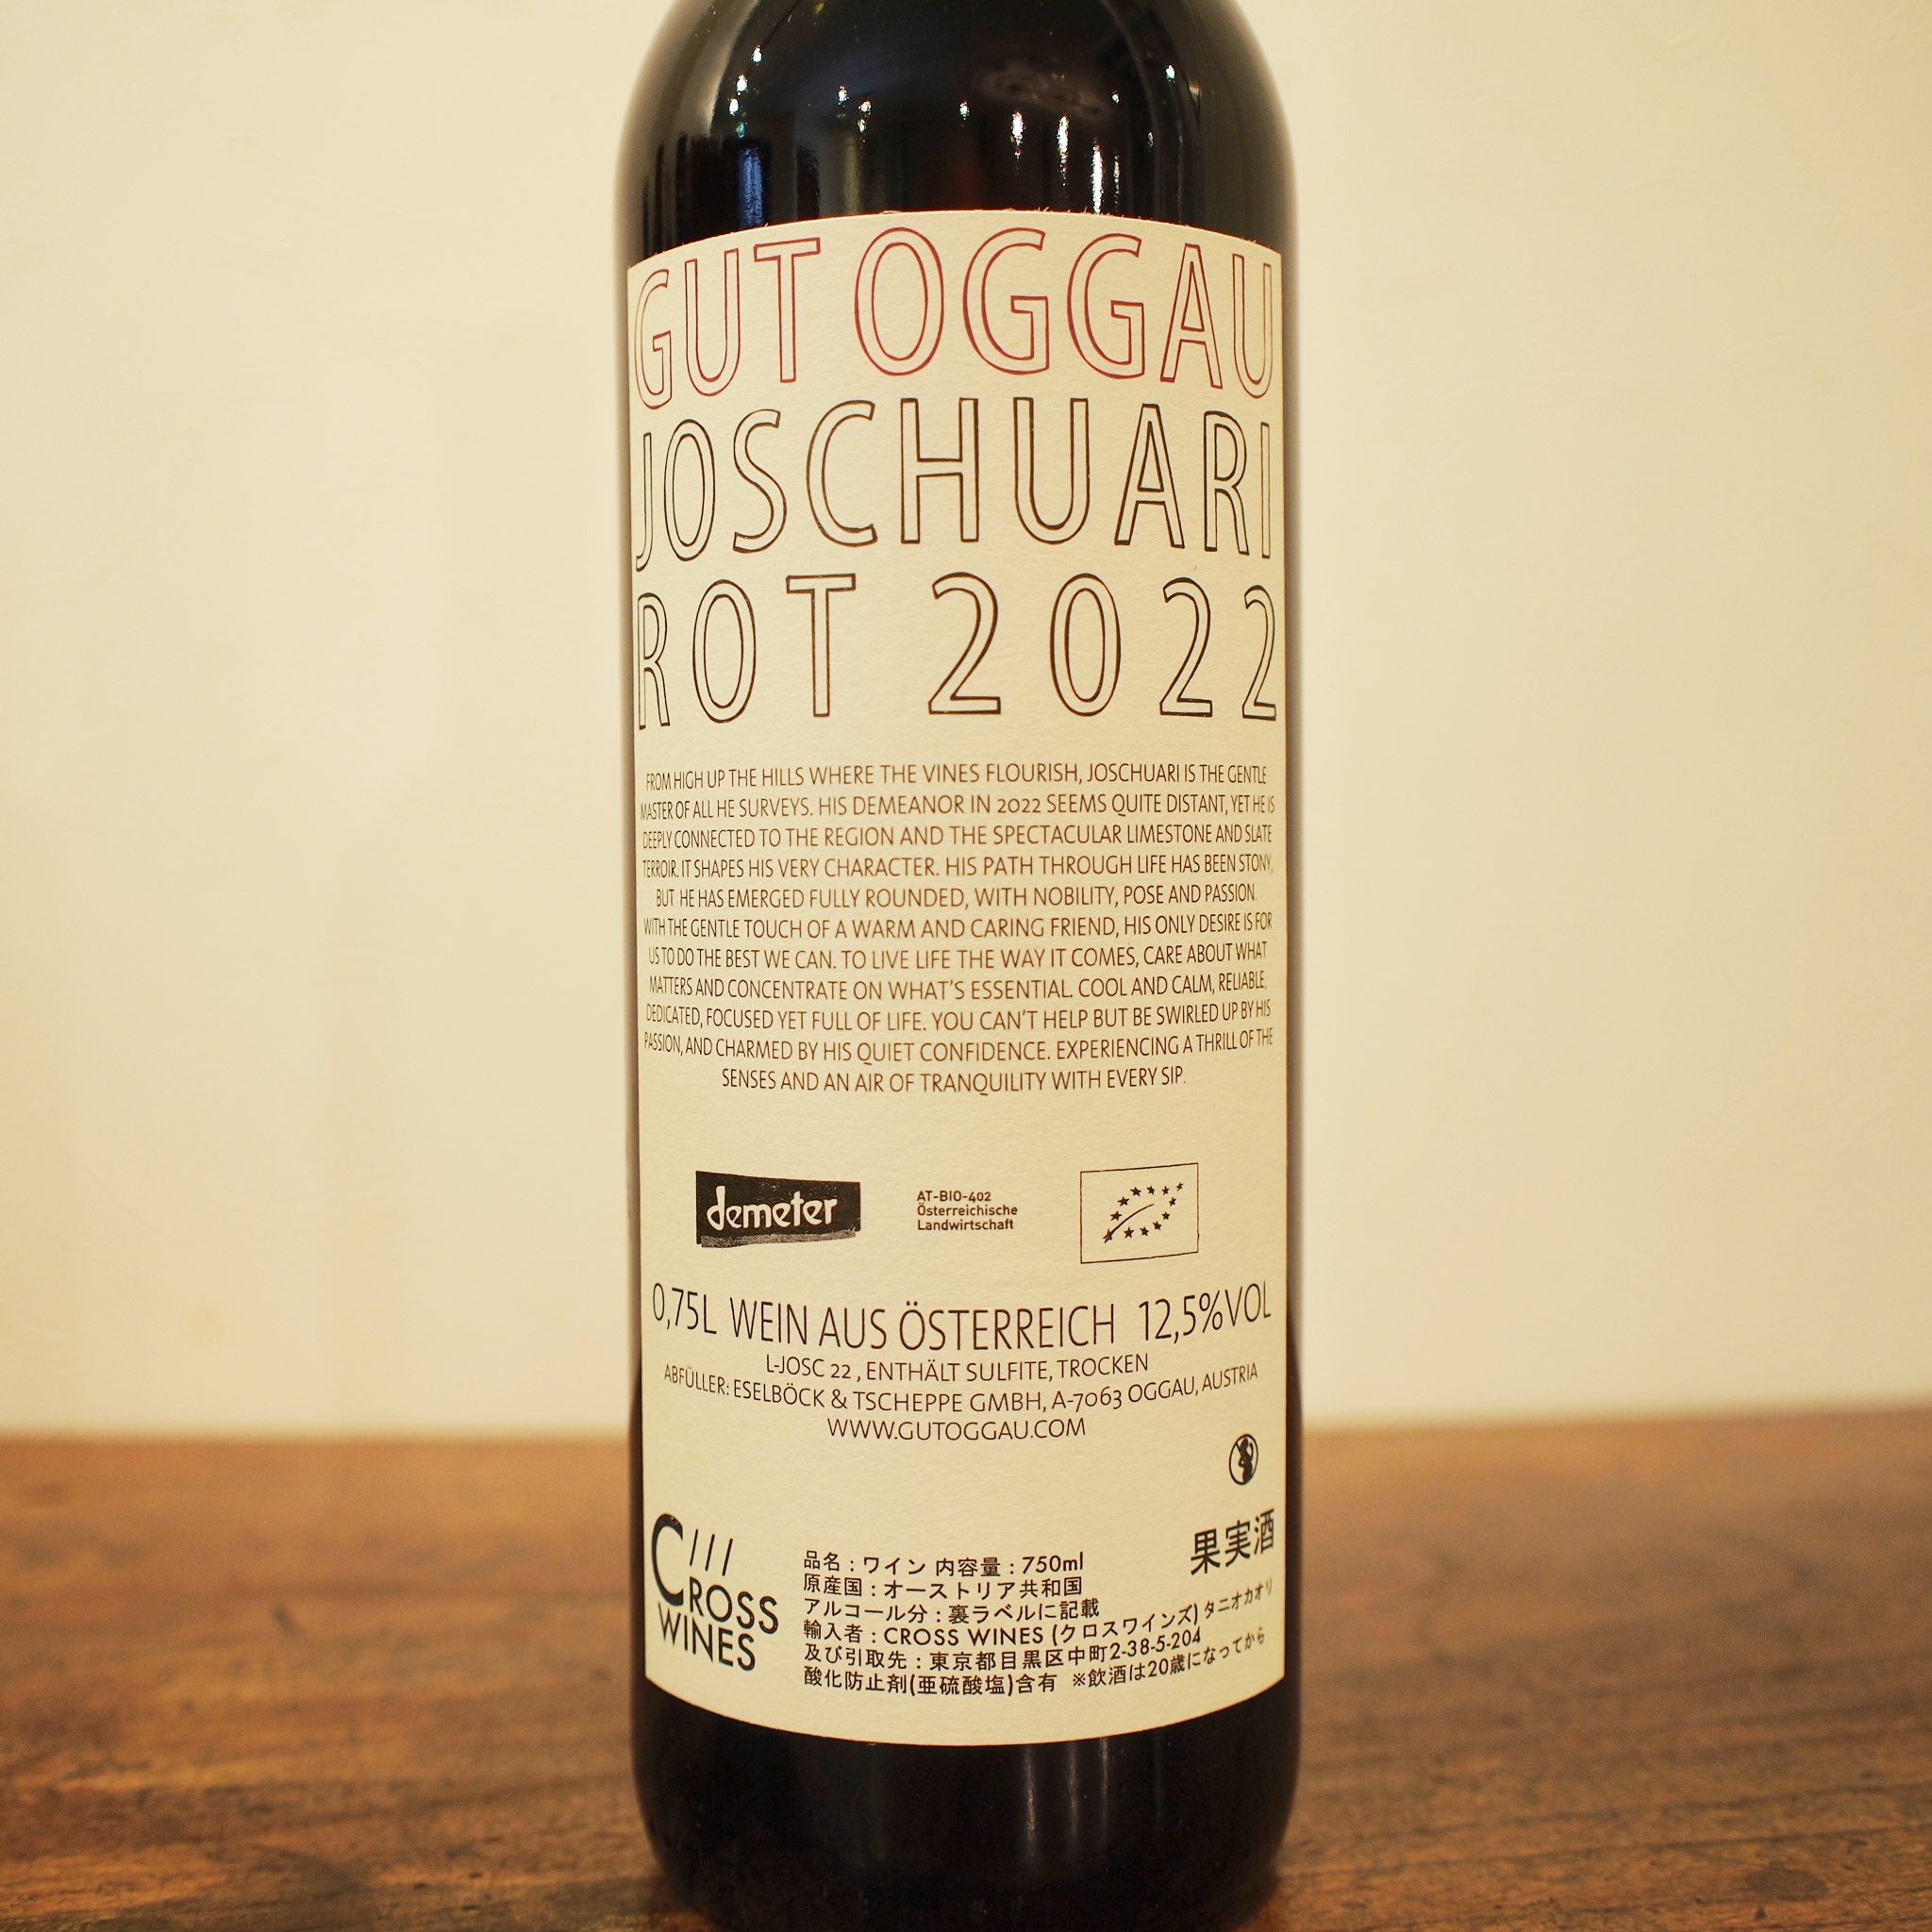 GUT OGGAU
JOSCHUARI
ROT 2022
FROM HIGH UP THE HILLS WHERE THE VINES FLOURISH, JOSCHUARI IS THE GENTLE
MASTER OF ALL HE SURVEYS. HIS DEMEANOR IN 2022 SEEMS QUITE DISTANT, YET HE IS
DEEPLY CONNECTED TO THE REGION AND THE SPECTACULAR LIMESTONE AND SLATE
TERROIR. IT SHAPES HIS VERY CHARACTER. HIS PATH THROUGH LIFE HAS BEEN STONY,
BUT HE HAS EMERGED FULLY ROUNDED, WITH NOBILITY, POSE AND PASSION.
WITH THE GENTLE TOUCH OF A WARM AND CARING FRIEND, HIS ONLY DESIRE IS FOR
US TO DO THE BEST WE CAN. TO LIVE LIFE THE WAY IT COMES, CARE ABOUT WHAT
MATTERS AND CONCENTRATE ON WHAT'S ESSENTIAL. COOL AND CALM, RELIABLE,
DEDICATED, FOCUSED YET FULL OF LIFE. YOU CAN'T HELP BUT BE SWIRLED UP BY HIS
PASSION, AND CHARMED BY HIS QUIET CONFIDENCE. EXPERIENCING A THRILL OF THE
SENSES AND AN AIR OF TRANQUILITY WITH EVERY SIP.
demeter
AT-BIO-402
Österreichische
Landwirtschaft
0,75L WEIN AUS ÖSTERREICH 12,5%VOL
L-JOSC 22 , ENTHÄLT SULFITE, TROCKEN
ABFÜLLER: ESELBÖCK & TSCHEPPE GMBH, A-7063 OGGAU, AUSTRIA
WWW.GUTOGGAU.COM
CROSS
WINES
果実酒
品名 : ワイン 内容量 : 750ml
原産国 : オーストリア共和国
アルコール分 : 裏ラベルに記載
輸入者 : CROSS WINES (クロスワインズ) タニオカオリ
及び引取先 : 東京都目黒区中町2-38-5-204
酸化防止剤(亜硫酸塩)含有 ※飲酒は20歳になってから